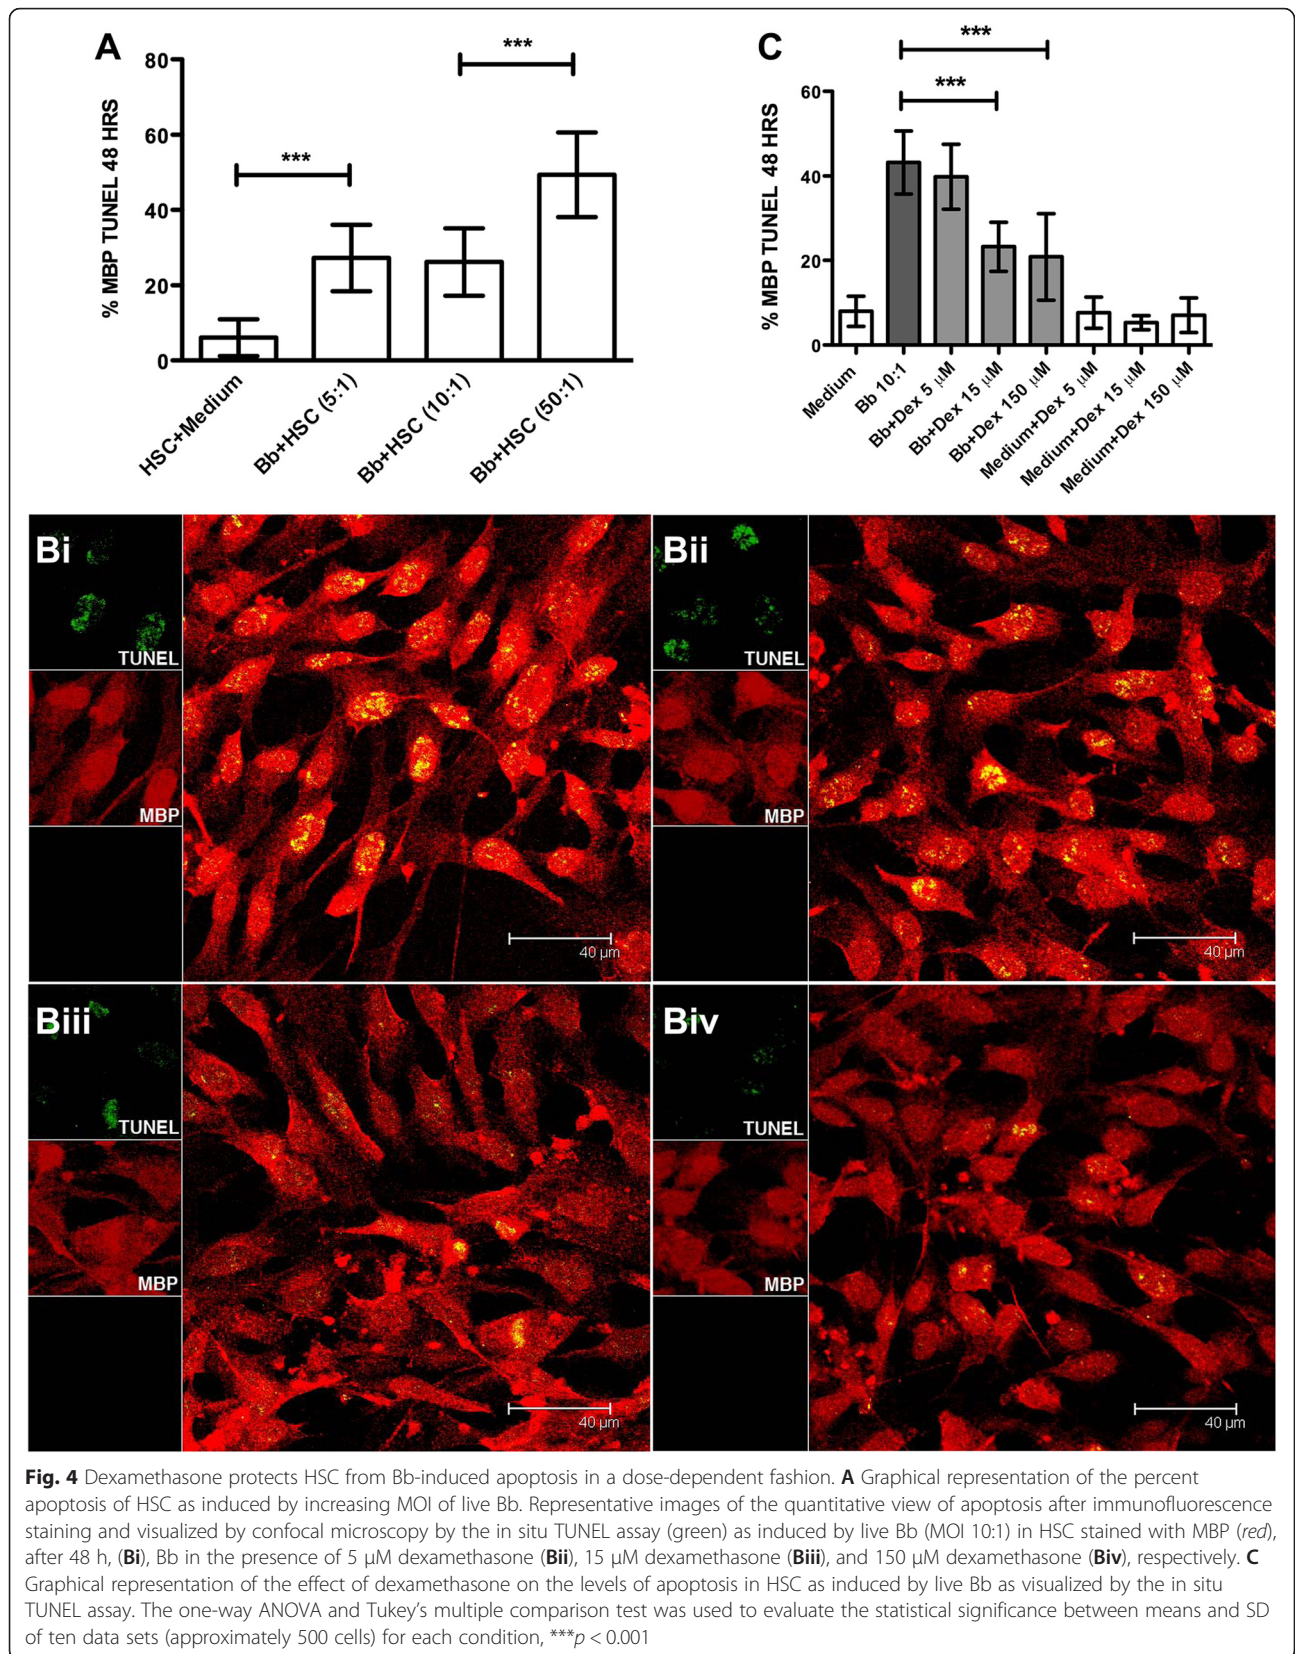 A
% MBP TUNEL 48 HRS
80
60
40
20
0
***
***
HSC+Medium
Bb+HSC (5:1)
Bb+HSC (10:1)
Bb+HSC (50:1)
C
% MBP TUNEL 48 HRS
60
40
20
0
***
***
Medium
Bb 10:1
Bb+Dex 5 µM
Bb+Dex 15 µM
Bb+Dex 150 µM
Medium+Dex 5 µM
Medium+Dex 15 µM
Medium+Dex 150 µM
Bi
TUNEL
MBP
40 µm
Bii
TUNEL
MBP
40 µm
Biii
TUNEL
MBP
40 µm
Biv
TUNEL
MBP
40 µm
Fig. 4 Dexamethasone protects HSC from Bb-induced apoptosis in a dose-dependent fashion. A Graphical representation of the percent
apoptosis of HSC as induced by increasing MOI of live Bb. Representative images of the quantitative view of apoptosis after immunofluorescence
staining and visualized by confocal microscopy by the in situ TUNEL assay (green) as induced by live Bb (MOI 10:1) in HSC stained with MBP (red),
after 48 h, (Bi), Bb in the presence of 5 µM dexamethasone (Bii), 15 µM dexamethasone (Biii), and 150 µM dexamethasone (Biv), respectively. C
Graphical representation of the effect of dexamethasone on the levels of apoptosis in HSC as induced by live Bb as visualized by the in situ
TUNEL assay. The one-way ANOVA and Tukey's multiple comparison test was used to evaluate the statistical significance between means and SD
of ten data sets (approximately 500 cells) for each condition, ***p < 0.001